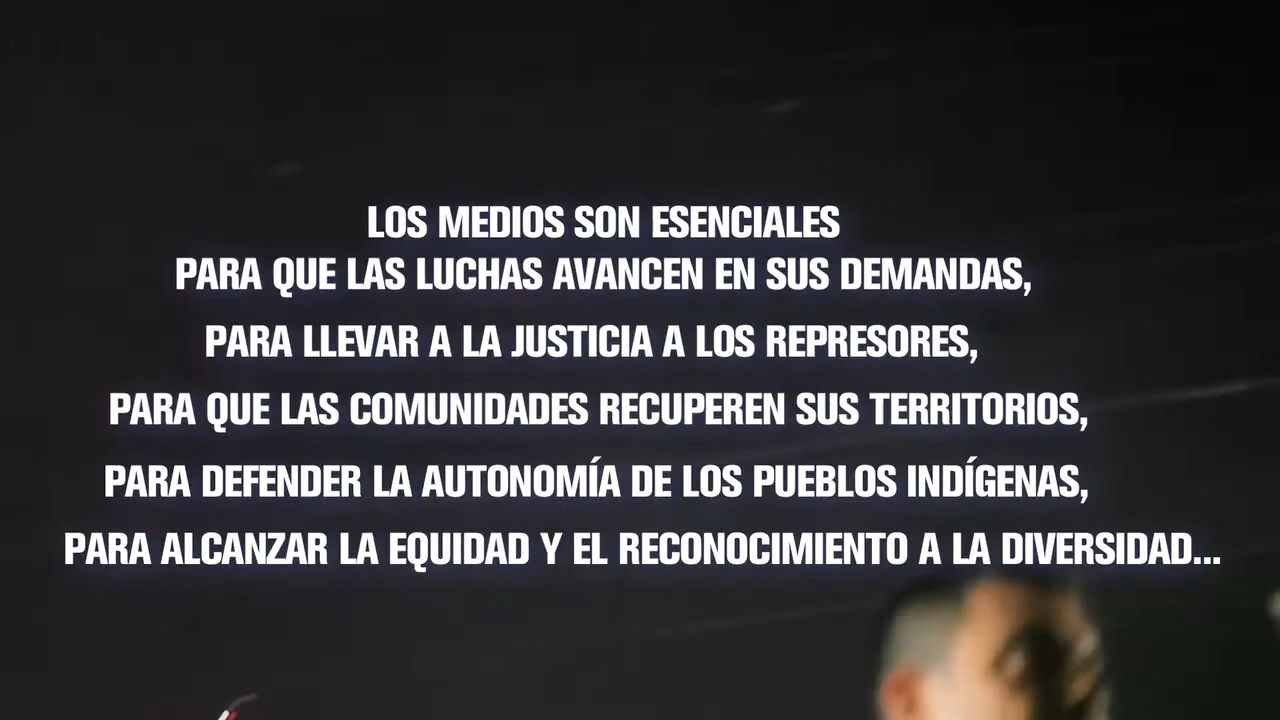 LOS MEDIOS SON ESENCIALES
PARA QUE LAS LUCHAS AVANCEN EN SUS DEMANDAS,
PARA LLEVAR A LA JUSTICIA A LOS REPRESORES,
PARA QUE LAS COMUNIDADES RECUPEREN SUS TERRITORIOS,
PARA DEFENDER LA AUTONOMÍA DE LOS PUEBLOS INDÍGENAS,
PARA ALCANZAR LA EQUIDAD Y EL RECONOCIMIENTO A LA DIVERSIDAD...